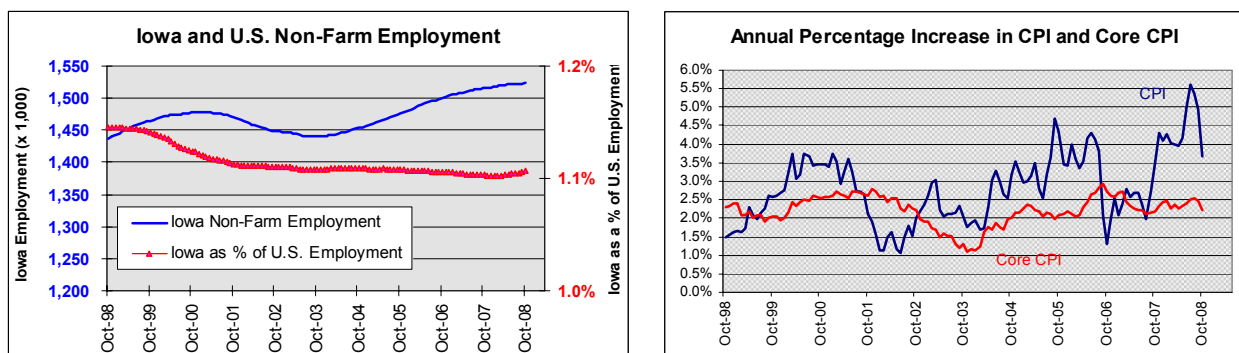 Iowa and U.S. Non-Farm Employment
1,550
1,500
1,450
1,400
1,350
1,300
1,250
1,200
Iowa Employment (x 1,000)
1.2%
1.1%
1.0%
Iowa as a % of U.S. Employment
Iowa Non-Farm Employment
Iowa as % of U.S. Employment
Oct-98
Oct-99
Oct-00
Oct-01
Oct-02
Oct-03
Oct-04
Oct-05
Oct-06
Oct-07
Oct-08
Annual Percentage Increase in CPI and Core CPI
6.0%
5.5%
5.0%
4.5%
4.0%
3.5%
3.0%
2.5%
2.0%
1.5%
1.0%
0.5%
0.0%
CPI
Core CPI
Oct-98
Oct-99
Oct-00
Oct-01
Oct-02
Oct-03
Oct-04
Oct-05
Oct-06
Oct-07
Oct-08